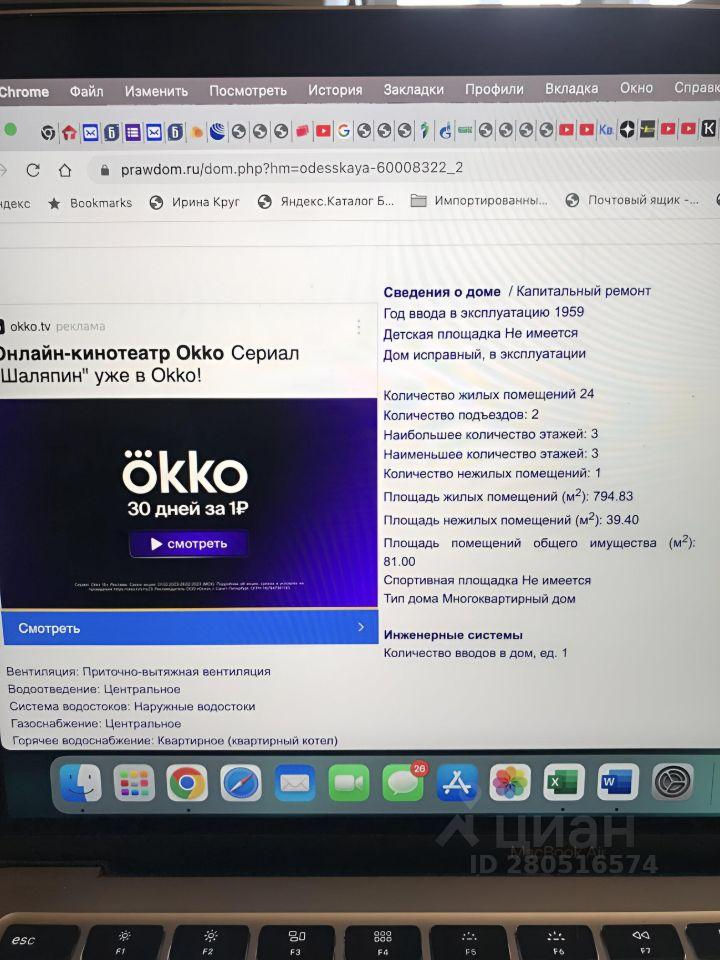 Chrome Файл Изменить Посмотреть История Закладки Профили Вкладка Окно Справк
prawdom.ru/dom.php?hm=odesskaya-60008322_2
ндекс Bookmarks Ирина Круг Яндекс.Каталог Б... Импортированны... Почтовый ящик -...
okko.tv реклама
Онлайн-кинотеатр Okko Сериал
"Шаляпин" уже в Okko!
ökko
30 дней за 1₽
смотреть
Смотреть
Вентиляция: Приточно-вытяжная вентиляция
Водоотведение: Центральное
Система водостоков: Наружные водостоки
Газоснабжение: Центральное
Горячее водоснабжение: Квартирное (квартирный котел)
Сведения о доме / Капитальный ремонт
Год ввода в эксплуатацию 1959
Детская площадка Не имеется
Дом исправный, в эксплуатации
Количество жилых помещений 24
Количество подъездов: 2
Наибольшее количество этажей: 3
Наименьшее количество этажей: 3
Количество нежилых помещений: 1
Площадь жилых помещений (м²): 794.83
Площадь нежилых помещений (м²): 39.40
Площадь помещений общего имущества (м²):
81.00
Спортивная площадка Не имеется
Тип дома Многоквартирный дом
Инженерные системы
Количество вводов в дом, ед. 1
26
циан
MacBook Air
ID 280516574
esc F1 F2 F3 F4 F5 F6 F7